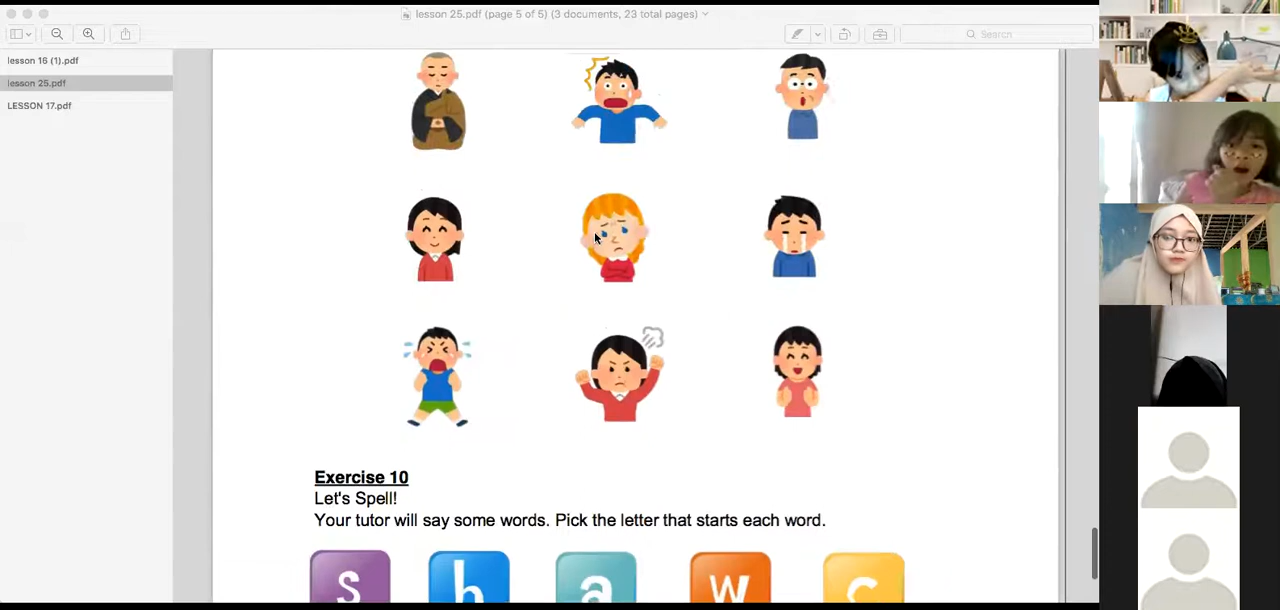 lesson 25.pdf (page 5 of 5) (3 documents, 23 total pages)
Search
lesson 16 (1).pdf
lesson 25.pdf
LESSON 17.pdf
Exercise 10
Let's Spell!
Your tutor will say some words. Pick the letter that starts each word.
s b a w c